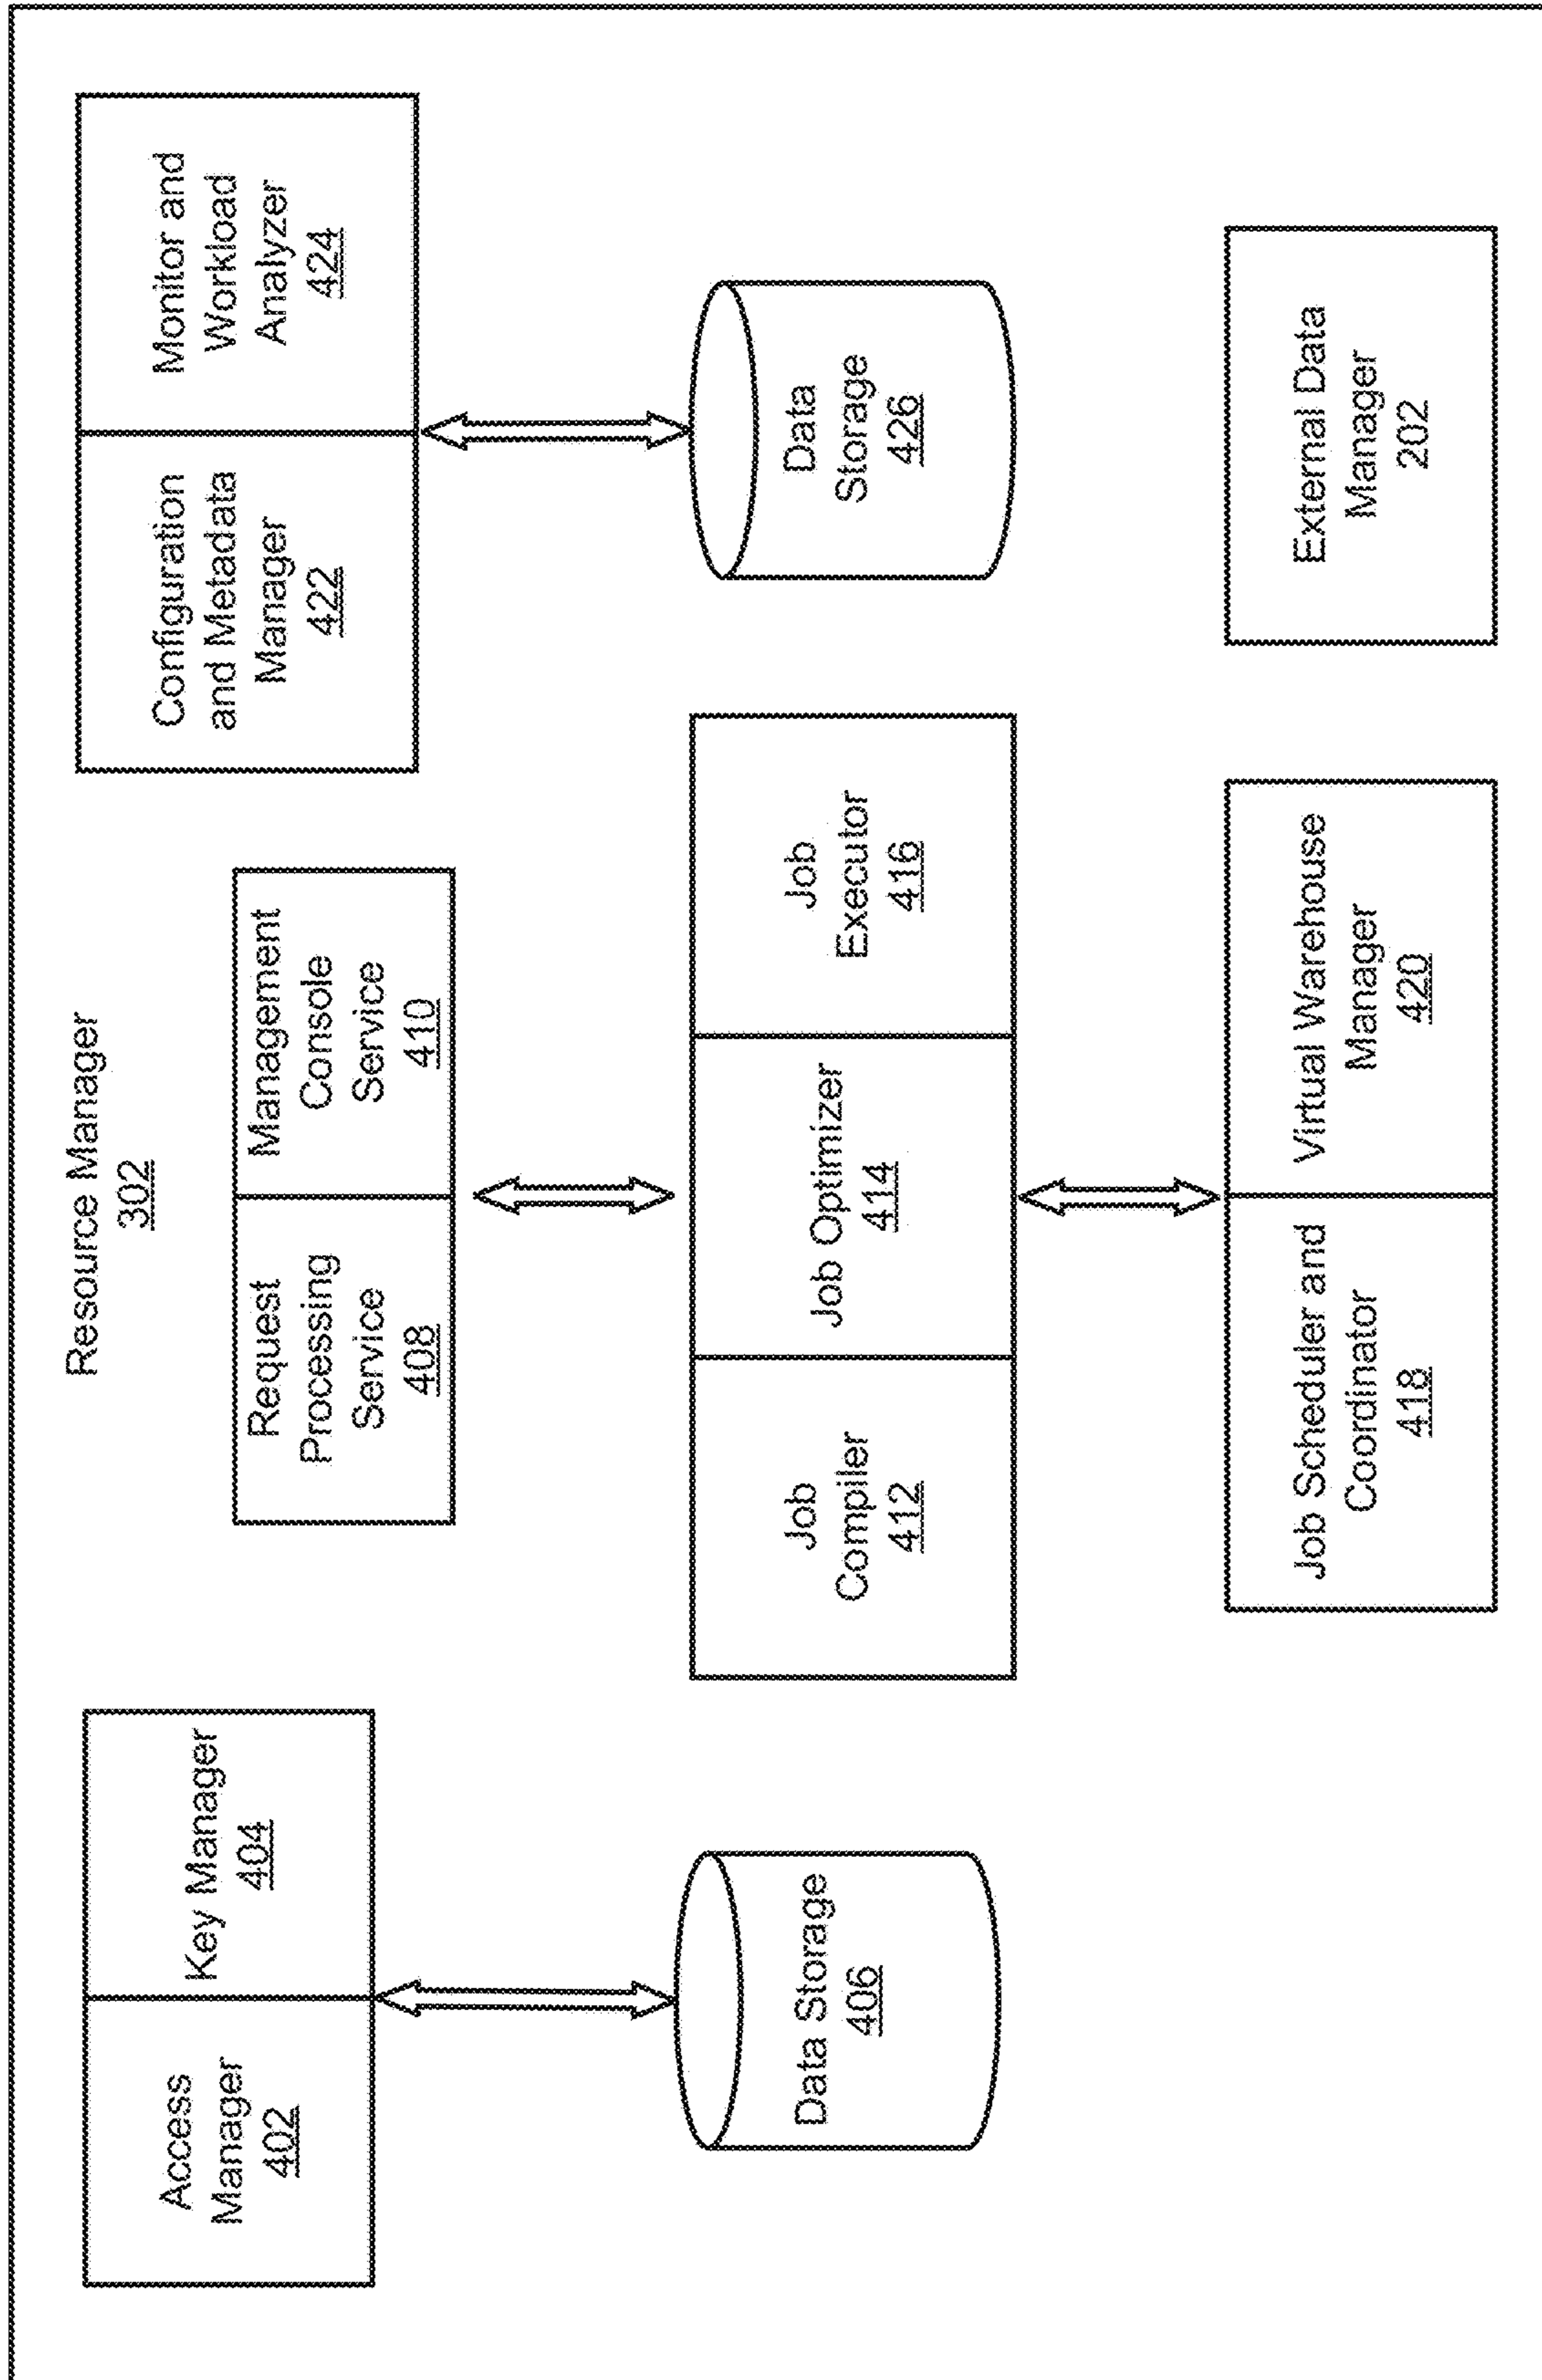 Resource Manager
302
Access
Manager
402
Key Manager
404
Request
Processing
Service
408
Management
Console
Service
410
Configuration
and Metadata
Manager
422
Monitor and
Workload
Analyzer
424
Data Storage
406
Job
Compiler
412
Job Optimizer
414
Job
Executor
416
Data
Storage
426
Job Scheduler and
Coordinator
418
Virtual Warehouse
Manager
420
External Data
Manager
202